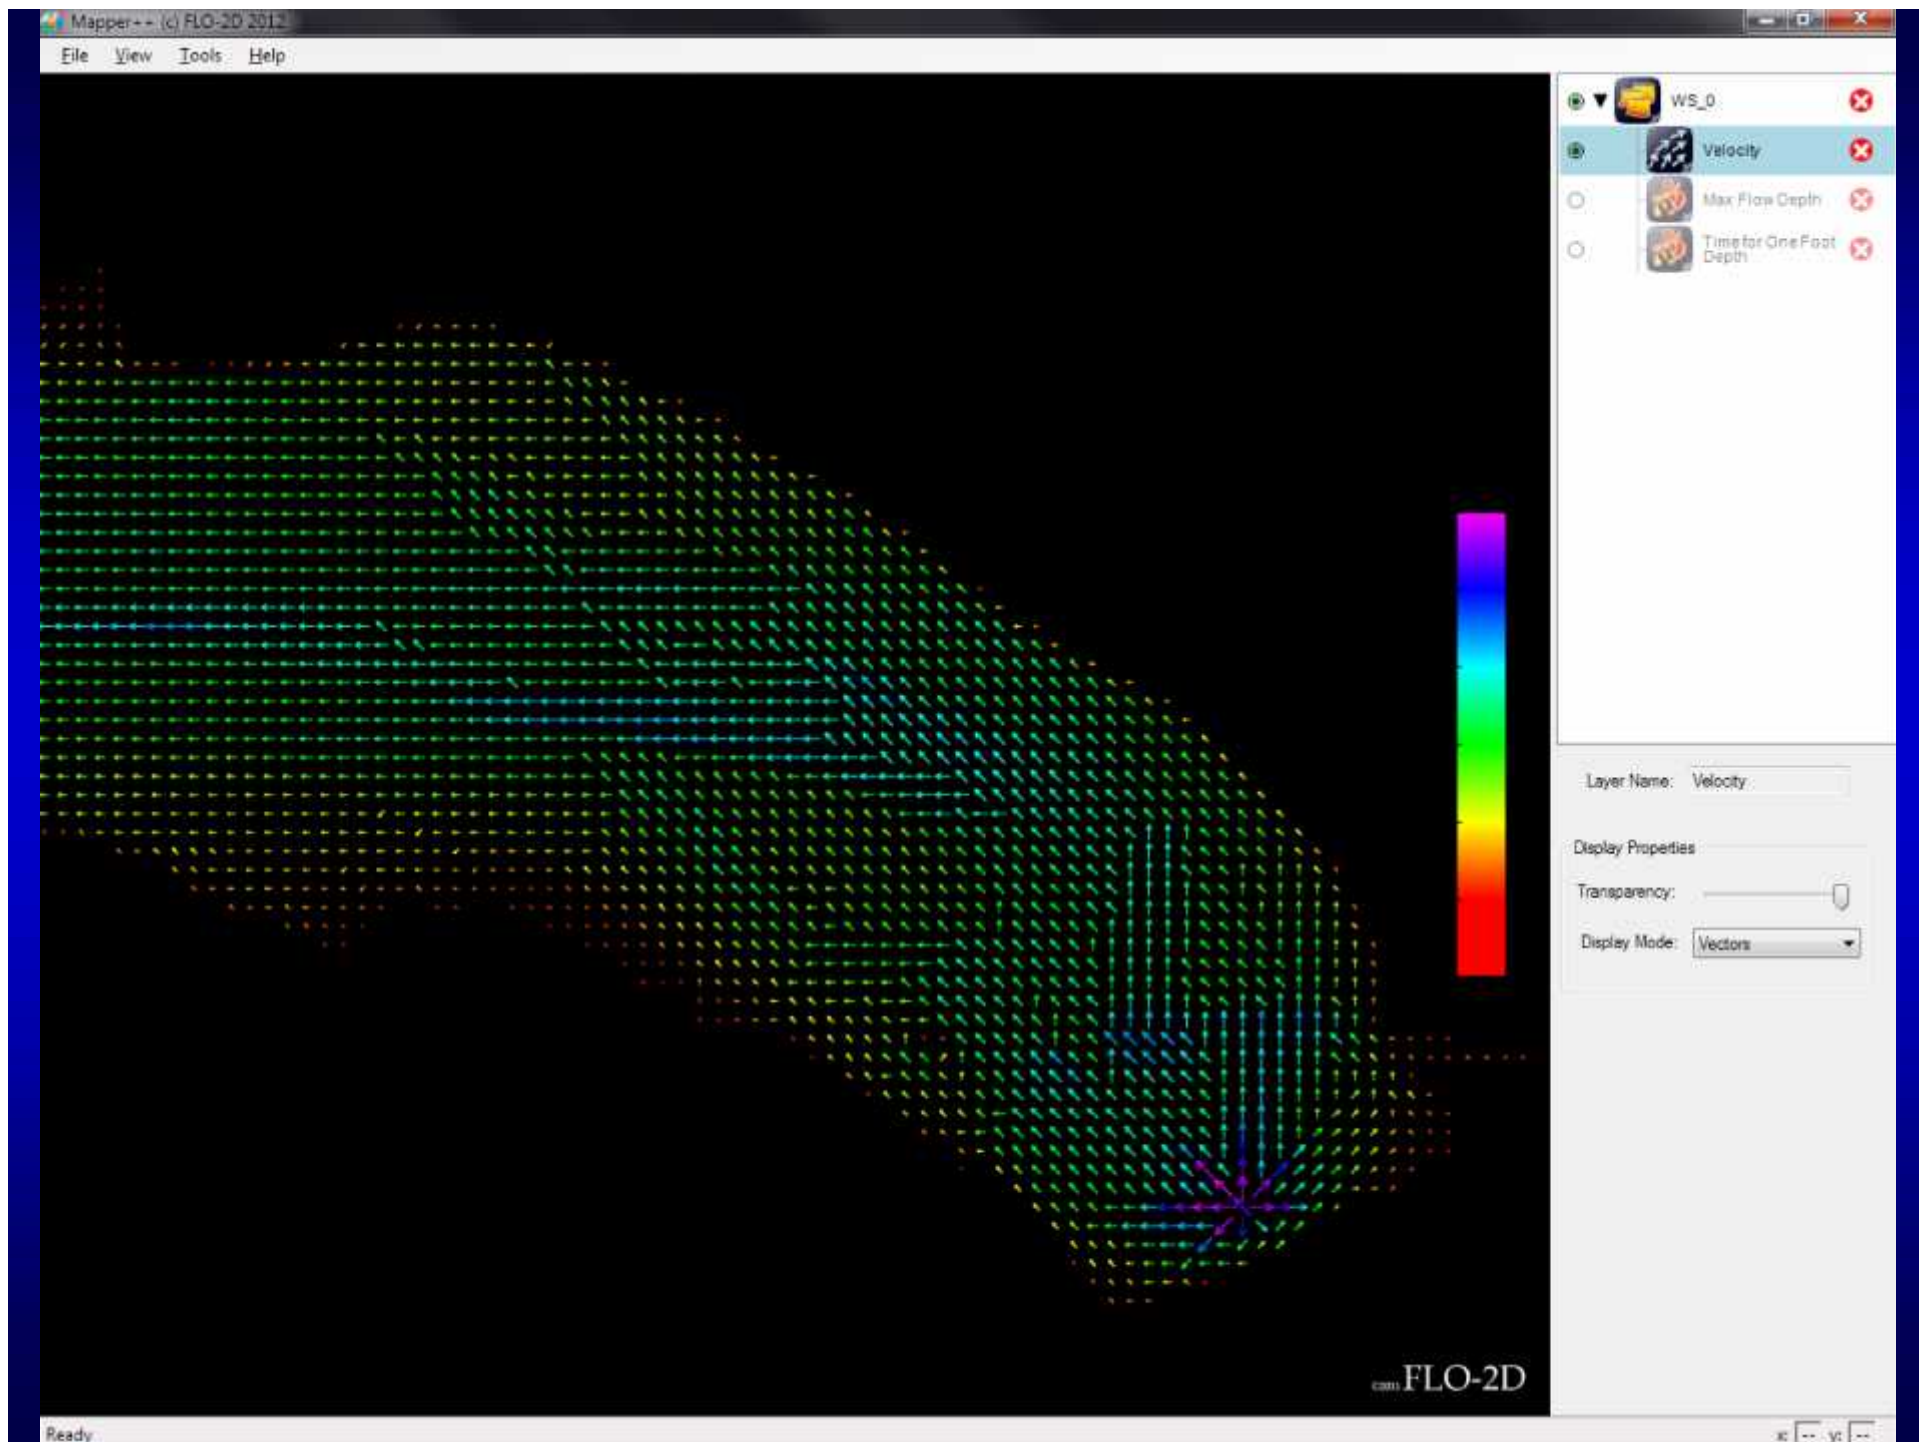 Mapper++ (c) FLO-2D 2012
File View Tools Help
WS_0
Velocity
Max Flow Depth
Time for One Foot
Depth
Layer Name: Velocity
Display Properties
Transparency:
Display Mode: Vectors
FLO-2D
Ready
x: -- y: --